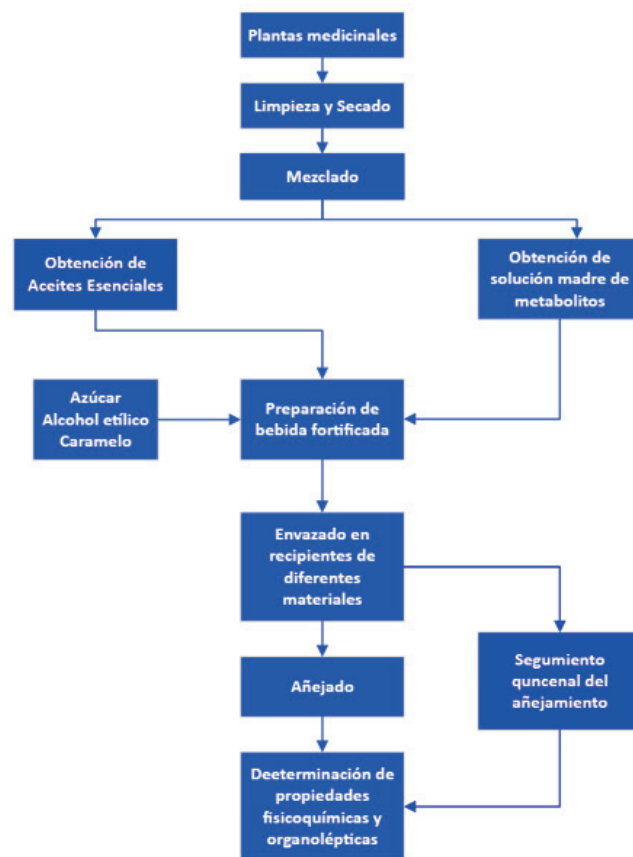 Plantas medicinales
Limpieza y Secado
Mezclado
Obtención de
Aceites Esenciales
Obtención de
solución madre de
metabolitos
Azúcar
Alcohol etílico
Caramelo
Preparación de
bebida fortificada
Envazado en
recipientes de
diferentes
materiales
Segumiento
quncenal del
añejamiento
Añejado
Deeterminación de
propiedades
fisicoquímicas y
organolépticas